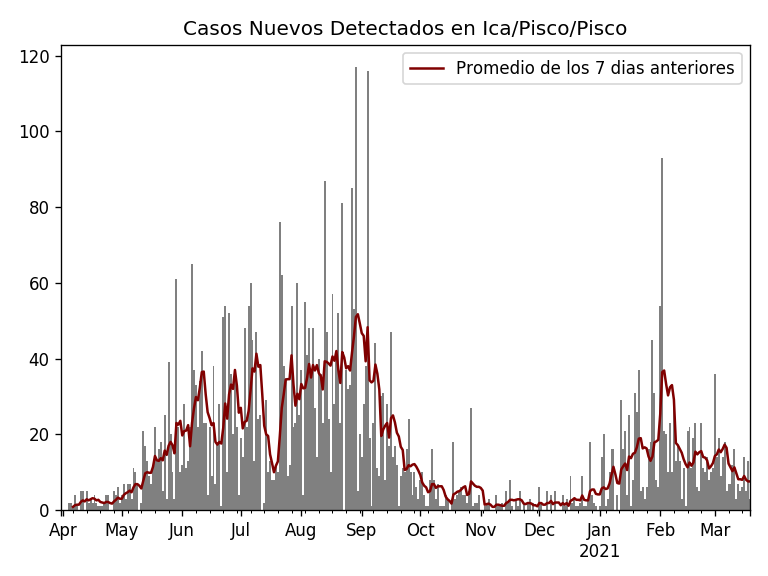 Casos Nuevos Detectados en Ica/Pisco/Pisco
Promedio de los 7 dias anteriores
120
100
80
60
40
20
0
Apr May Jun Jul Aug Sep Oct Nov Dec Jan Feb Mar
2021